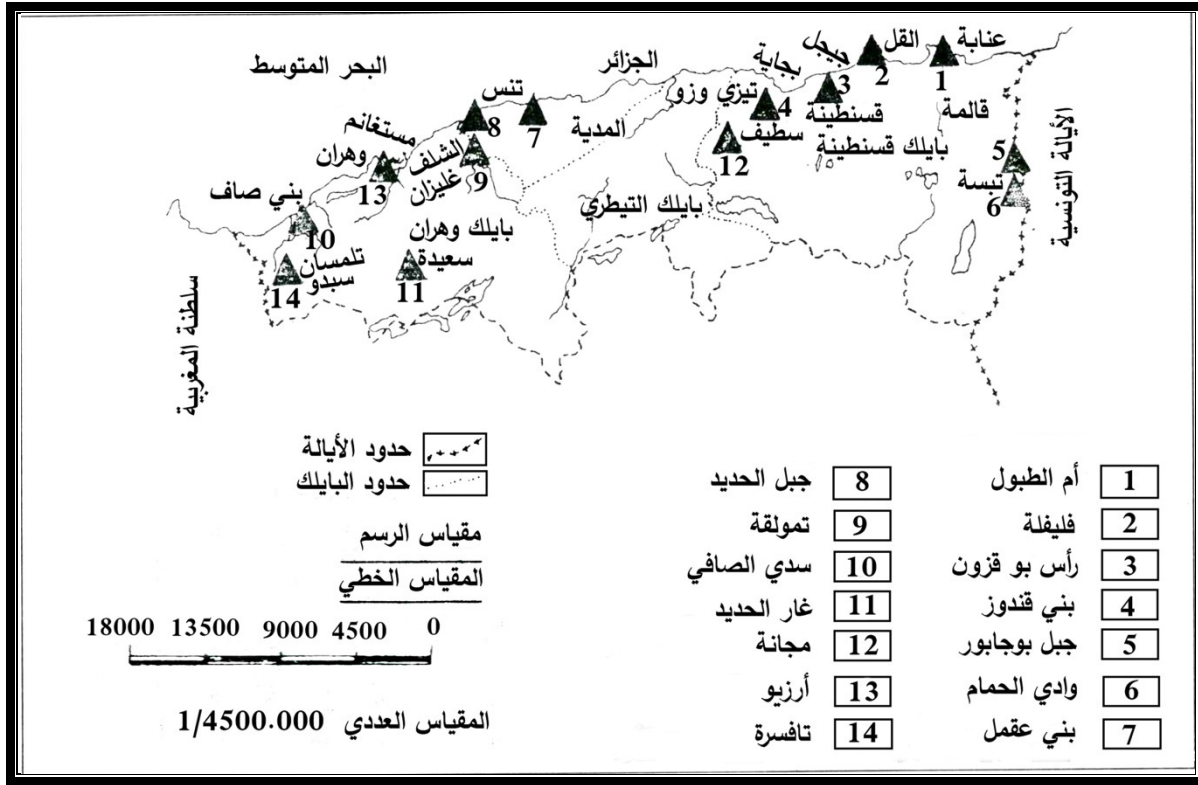 عنابة
القل
جيجل
بجاية
الجزائر
البحر المتوسط
1
2
3
تيزي وزو
4
تنس
8
7
المدية
قسنطينة
سطيف
12
قالمة
بايلك قسنطينة
الأيالة التونسية
5
تبسة
6
مستغانم
وهران
13
الشلف
غليزان
9
بني صاف
10
بايلك التيطري
بايلك وهران
سعيدة
11
تلمسان
سبدو
14
سلطنة المغربية
حدود الأيالة
حدود البايلك
مقياس الرسم
المقياس الخطي
18000 13500 9000 4500 0
المقياس العددي 1/4500.000
1 أم الطبول
2 فليفلة
3 رأس بو قزون
4 بني قندوز
5 جبل بوجابور
6 وادي الحمام
7 بني عقمل
8 جبل الحديد
9 تمولقة
10 سدي الصافي
11 غار الحديد
12 مجانة
13 أرزيو
14 تافسرة